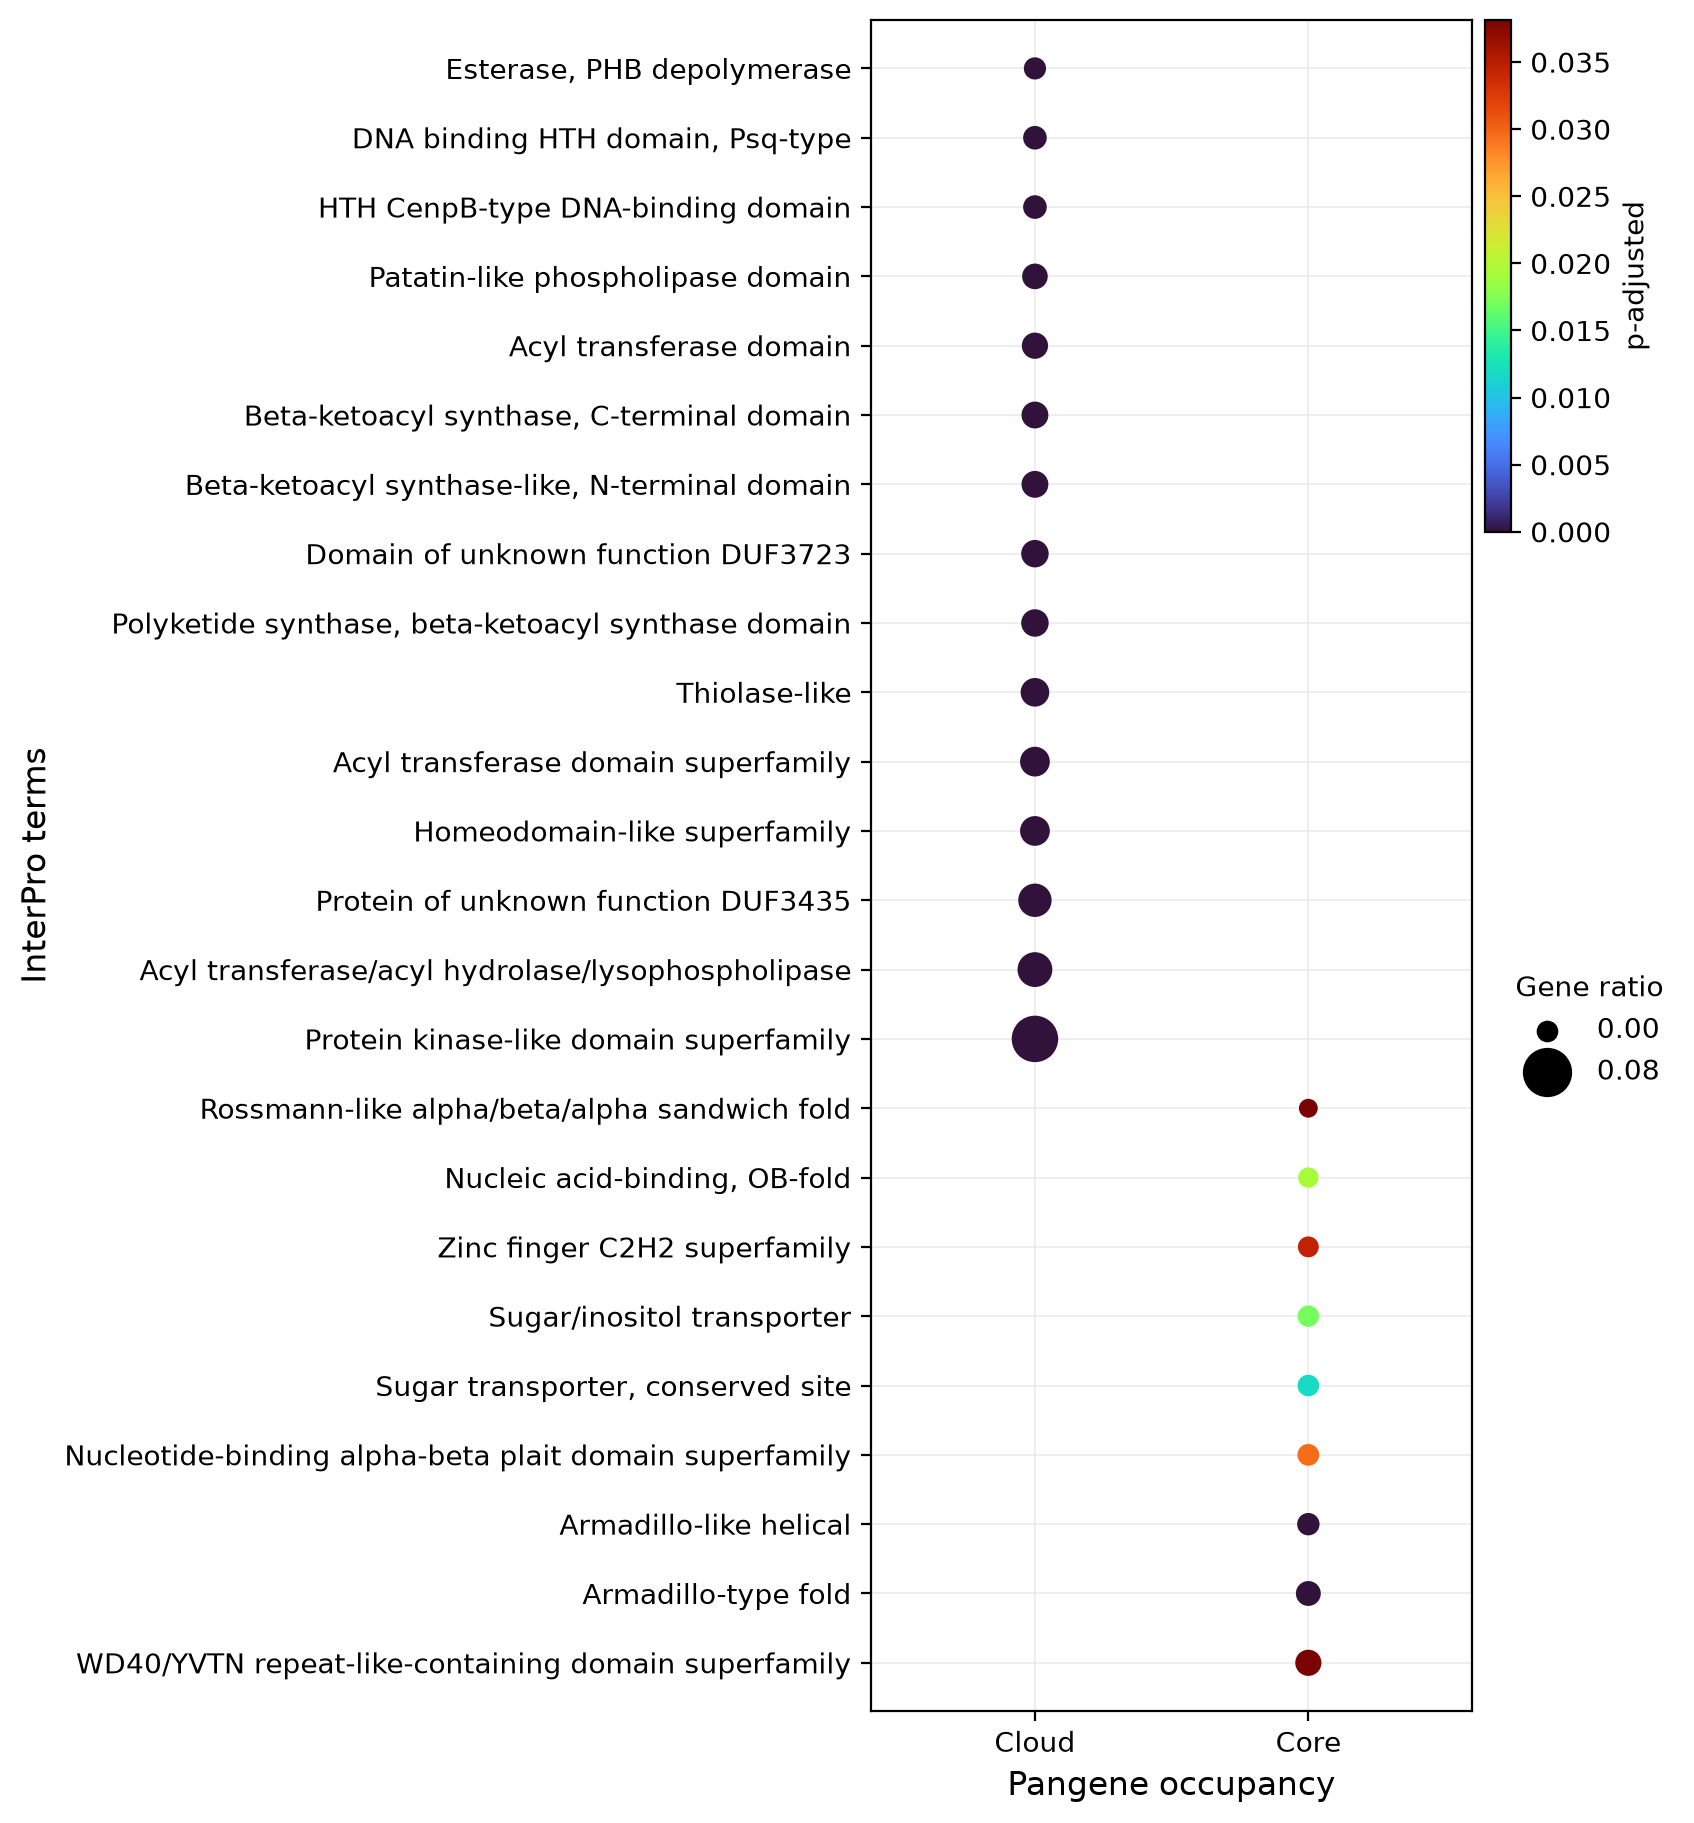 Esterase, PHB depolymerase
DNA binding HTH domain, Psq-type
HTH CenpB-type DNA-binding domain
Patatin-like phospholipase domain
Acyl transferase domain
Beta-ketoacyl synthase, C-terminal domain
Beta-ketoacyl synthase-like, N-terminal domain
Domain of unknown function DUF3723
Polyketide synthase, beta-ketoacyl synthase domain
Thiolase-like
Acyl transferase domain superfamily
Homeodomain-like superfamily
Protein of unknown function DUF3435
Acyl transferase/acyl hydrolase/lysophospholipase
Protein kinase-like domain superfamily
Rossmann-like alpha/beta/alpha sandwich fold
Nucleic acid-binding, OB-fold
Zinc finger C2H2 superfamily
Sugar/inositol transporter
Sugar transporter, conserved site
Nucleotide-binding alpha-beta plait domain superfamily
Armadillo-like helical
Armadillo-type fold
WD40/YVTN repeat-like-containing domain superfamily
InterPro terms
Cloud
Core
Pangene occupancy
0.035
0.030
0.025
0.020
0.015
0.010
0.005
0.000
p-adjusted
Gene ratio
0.00
0.08